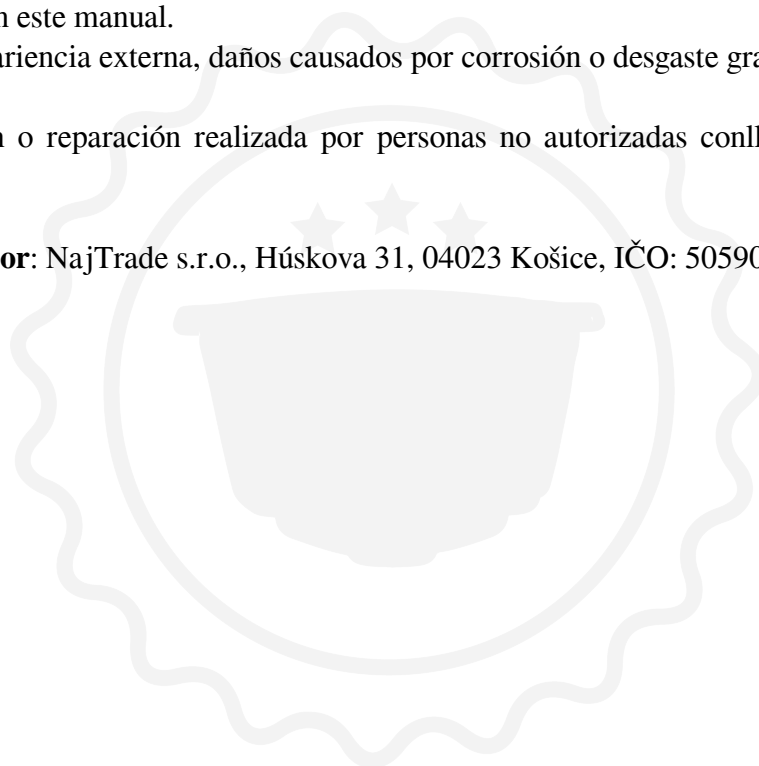 n este manual.
ariencia externa, daños causados por corrosión o desgaste gra
n o reparación realizada por personas no autorizadas conll
or: NajTrade s.r.o., Húskova 31, 04023 Košice, IČO: 50590